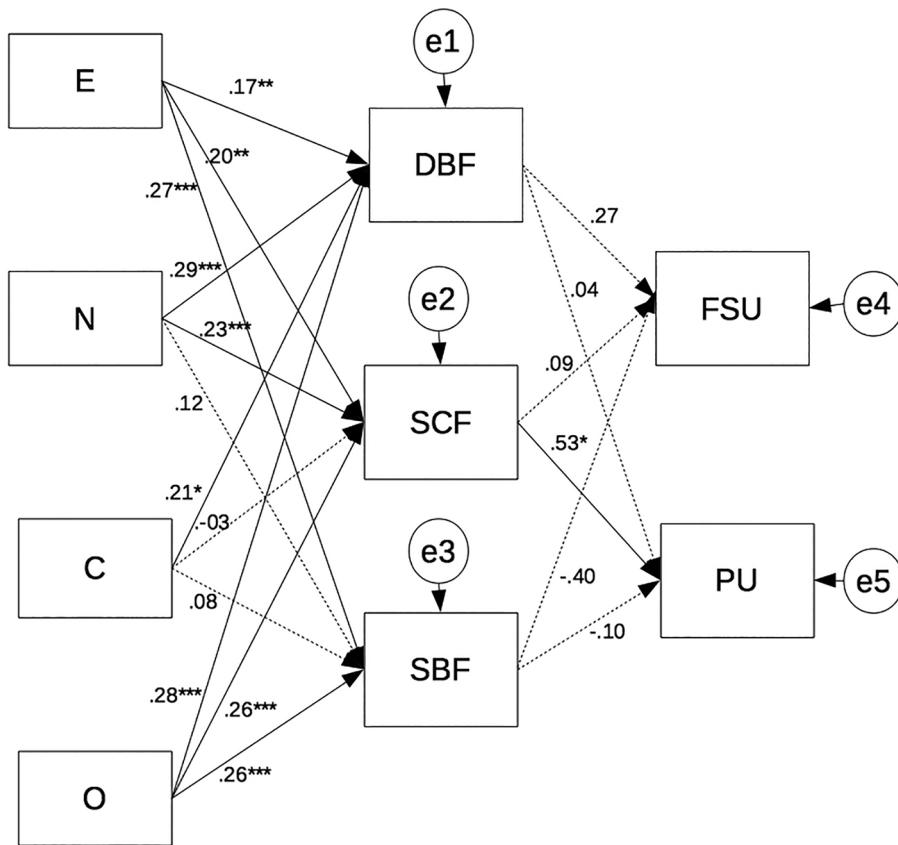 e1
E
.17**
DBF
.20**
.27***
.27
.29***
e2
.04
N
.23***
FSU
e4
.09
.12
SCF
.53*
.21*
.-03
e3
C
.08
-.40
PU
e5
-.10
SBF
.28***
.26***
.26***
O